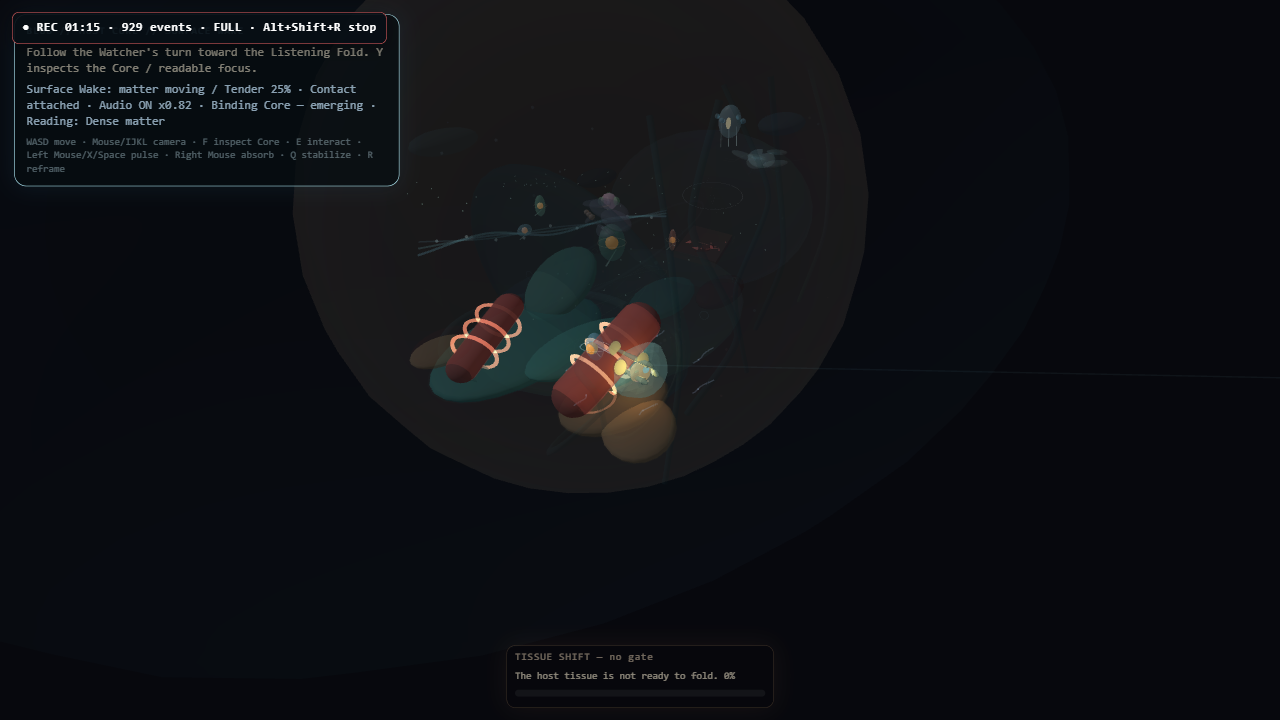 ● REC 01:15 · 929 events · FULL · Alt+Shift+R stop
Follow the Watcher's turn toward the Listening Fold. Y
inspects the Core / readable focus.
Surface Wake: matter moving / Tender 25% · Contact
attached · Audio ON x0.82 · Binding Core — emerging ·
Reading: Dense matter
WASD move · Mouse/IJKL camera · F inspect Core · E interact ·
Left Mouse/X/Space pulse · Right Mouse absorb · Q stabilize · R
reframe
TISSUE SHIFT — no gate
The host tissue is not ready to fold. 0%